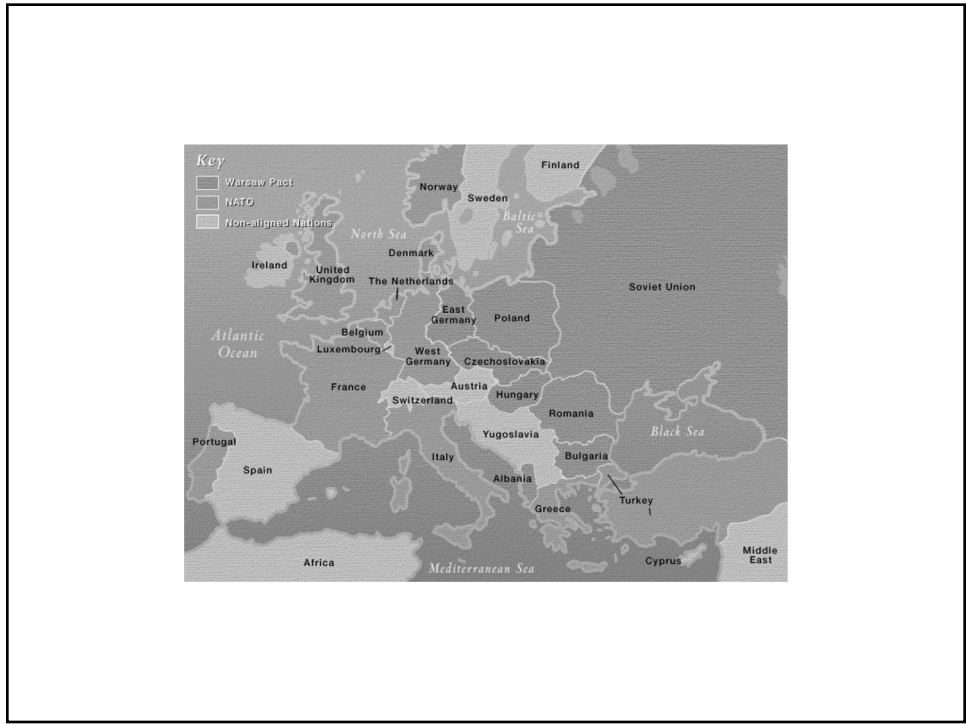 Key
Warsaw Pact
NATO
Non-aligned Nations
Finland
Norway
Sweden
Baltic
Sea
North Sea
Denmark
Ireland
United
Kingdom
The Netherlands
Soviet Union
East
Germany
Poland
Atlantic
Ocean
Belgium
Luxembourg
West
Germany
Czechoslovakia
France
Austria
Switzerland
Hungary
Romania
Black Sea
Yugoslavia
Portugal
Spain
Italy
Bulgaria
Albania
Turkey
Greece
Africa
Mediterranean Sea
Cyprus
Middle
East